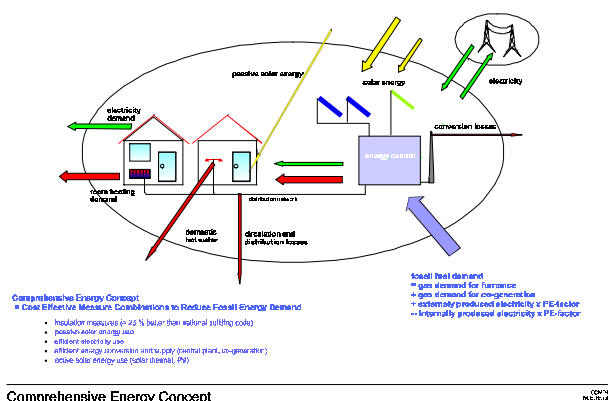 passive solar energy
solar energy
electricity
electricity
demand
conversion losses
energy central
room heating
demand
distribution network
domestic
hot water
circulation and
distribution losses
fossil fuel demand
= gas demand for furnance
+ gas demand for co-generation
+ externally produced electricity x PE-factor
-- internally produced electricity x PE-factor
Comprehensive Energy Concept
= Cost Effective Measure Combinations to Reduce Fossil Energy Demand
• insulation measures (> 25 % better than national building code)
• passive solar energy use
• efficient electricity use
• efficient energy conversion and supply (central plant, co-generation)
• active solar energy use (solar thermal, PV)
Comprehensive Energy Concept